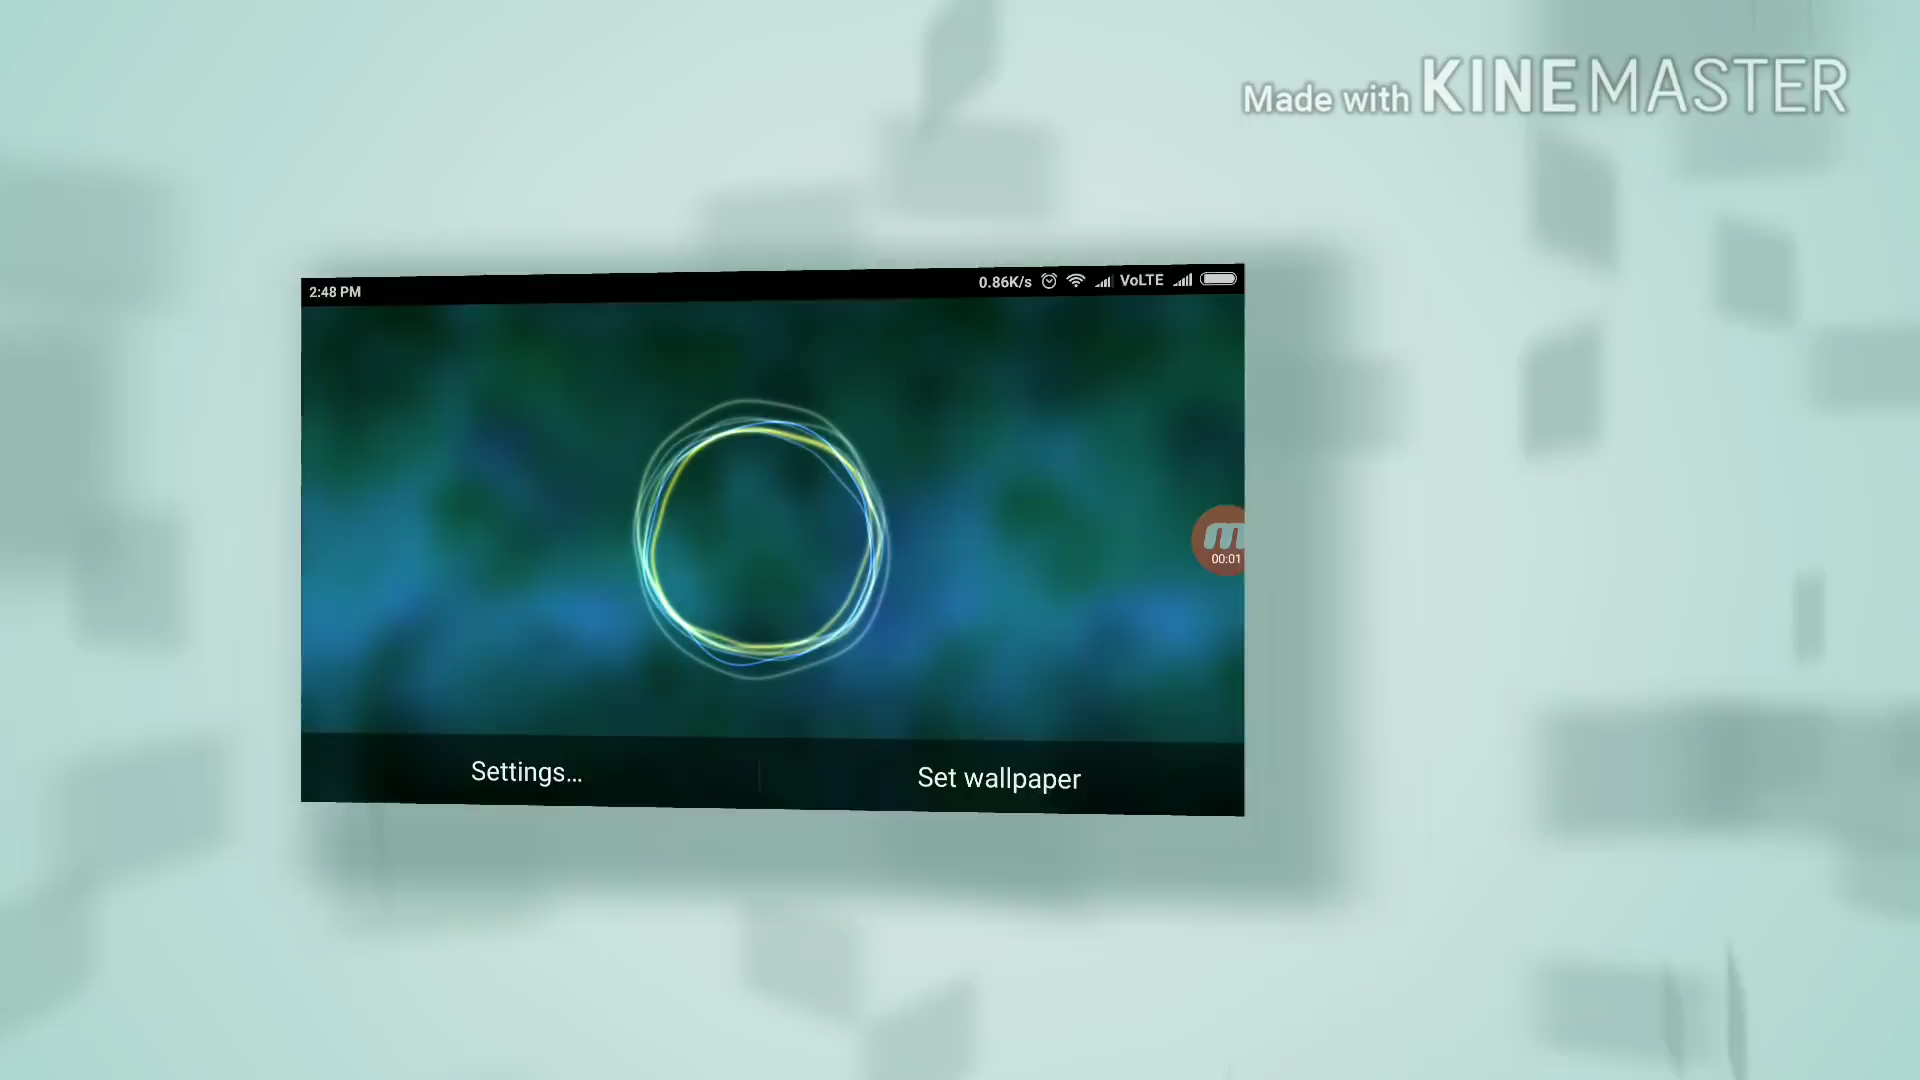 Made with KINEMASTER
2:48 PM
0.86K/s VoLTE
m
00:01
Settings...
Set wallpaper